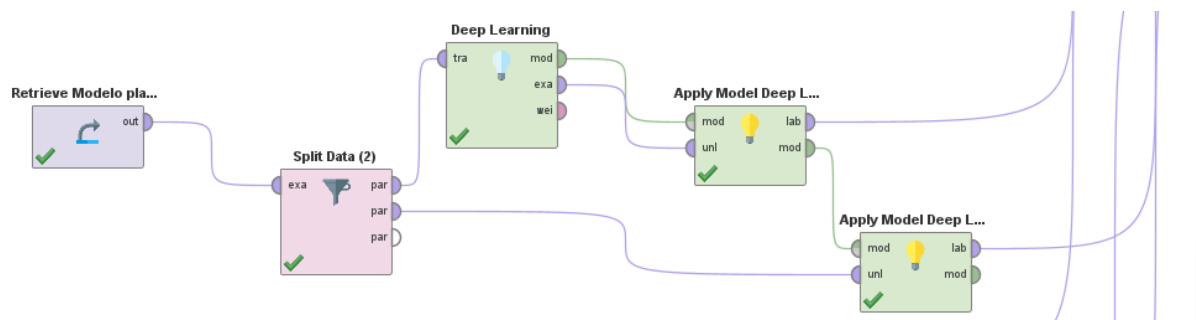 Deep Learning
tra
mod
exa
wei
Retrieve Modelo pla...
out
Apply Model Deep L...
mod
lab
unl
mod
Split Data (2)
exa
par
par
par
Apply Model Deep L...
mod
lab
unl
mod